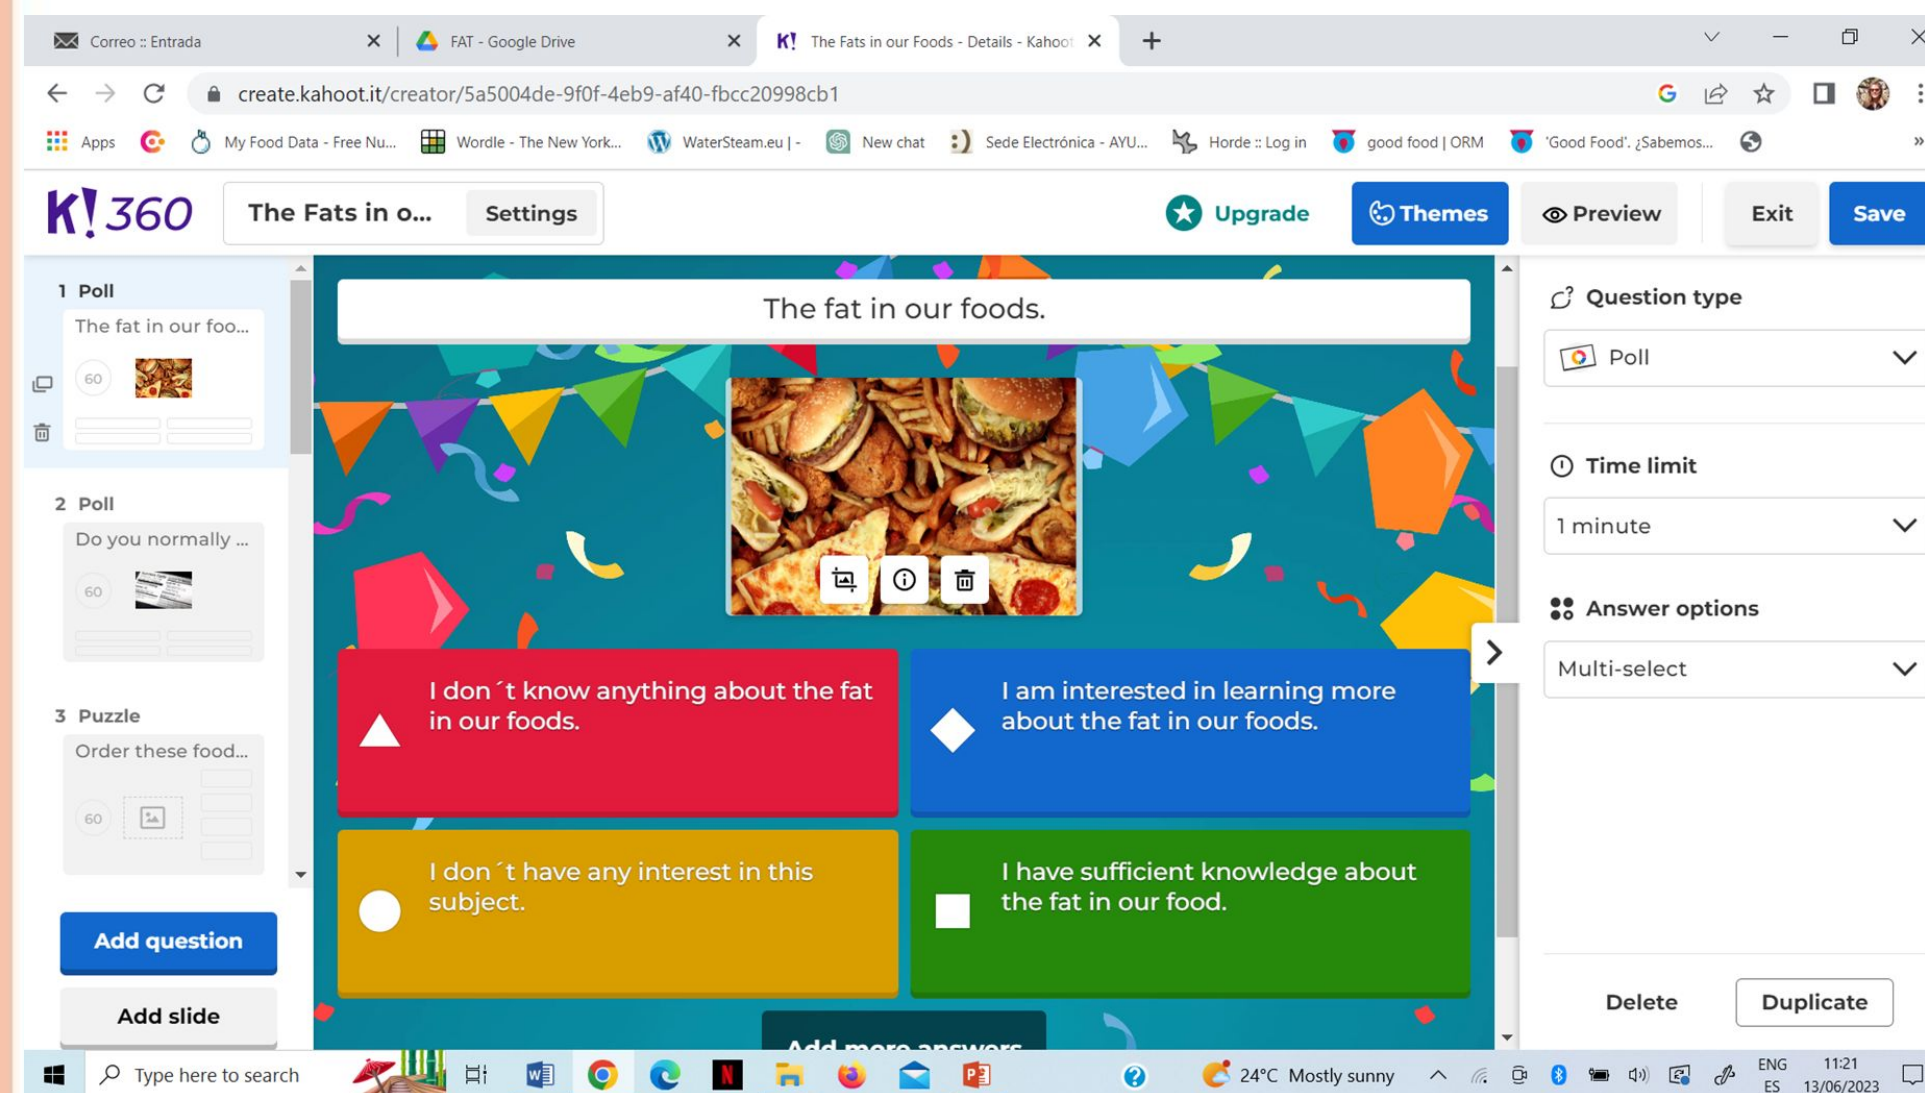 Correo :: Entrada
FAT - Google Drive
K! The Fats in our Foods - Details - Kahoot
create.kahoot.it/creator/5a5004de-9f0f-4eb9-af40-fbcc20998cb1
Apps My Food Data - Free Nu... Wordle - The New York... WaterSteam.eu | - New chat Sede Electrónica - AYU... Horde :: Log in good food | ORM 'Good Food'. ¿Sabemos... »
K! 360 The Fats in o... Settings Upgrade Themes Preview Exit Save
1 Poll
The fat in our foo...
60
2 Poll
Do you normally ...
60
3 Puzzle
Order these food...
60
Add question
Add slide
The fat in our foods.
I don´t know anything about the fat
in our foods.
I am interested in learning more
about the fat in our foods.
I don´t have any interest in this
subject.
I have sufficient knowledge about
the fat in our food.
Add more answers
Question type
Poll
Time limit
1 minute
Answer options
Multi-select
Delete Duplicate
Type here to search
24°C Mostly sunny
ENG
ES
11:21
13/06/2023